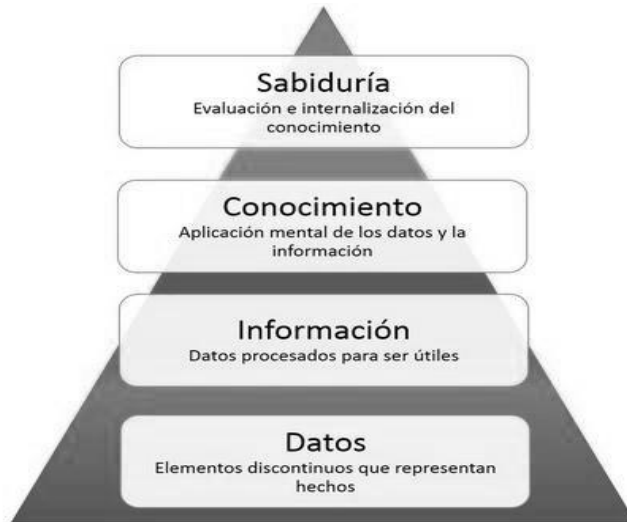 Sabiduría
Evaluación e internalización del
conocimiento
Conocimiento
Aplicación mental de los datos y la
información
Información
Datos procesados para ser útiles
Datos
Elementos discontinuos que representan
hechos